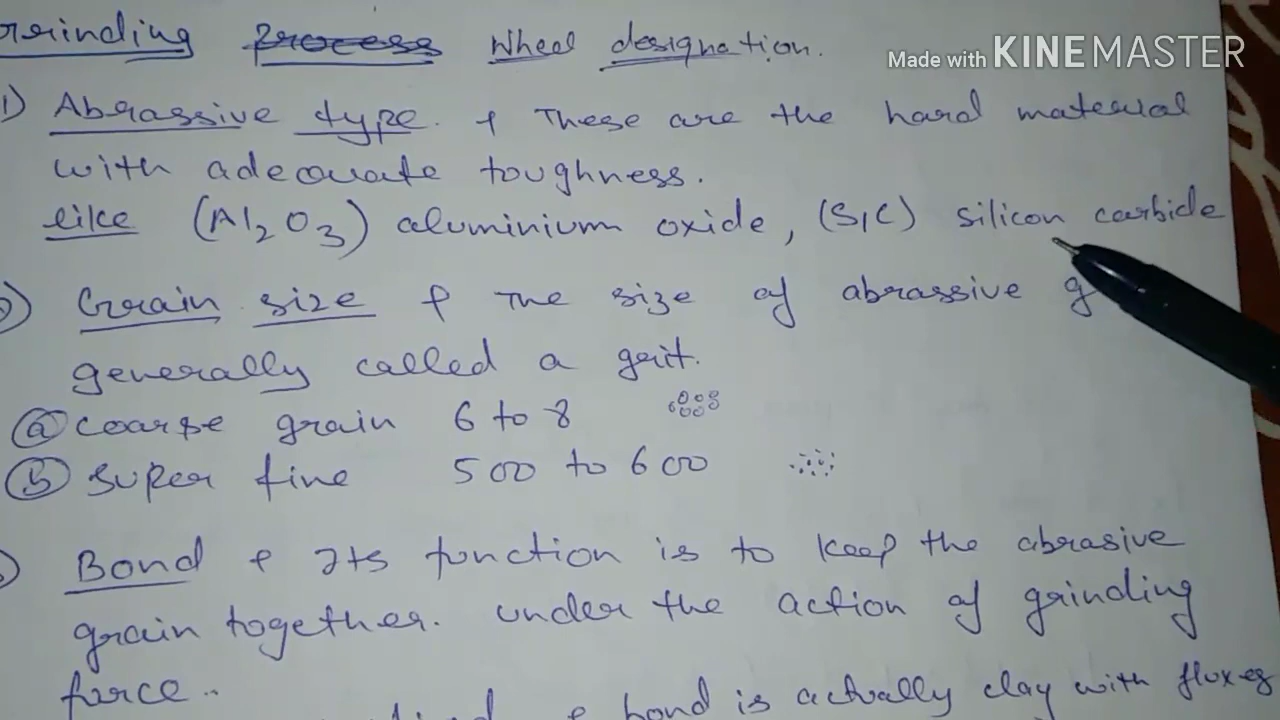 Grinding process Wheel designation.
Made with KINEMASTER
1) Abrassive type. → These are the hard material
with adequate toughness.
like (Al2O3) aluminium oxide, (SiC) silicon carbide
2) Grain size → The size of abrassive
generally called a grit.
(a) coarse grain 6 to 8
(b) super fine 500 to 600
Bond → Its function is to keep the abrasive
grain together. under the action of grinding
force..
bond is actually clay with fluxes